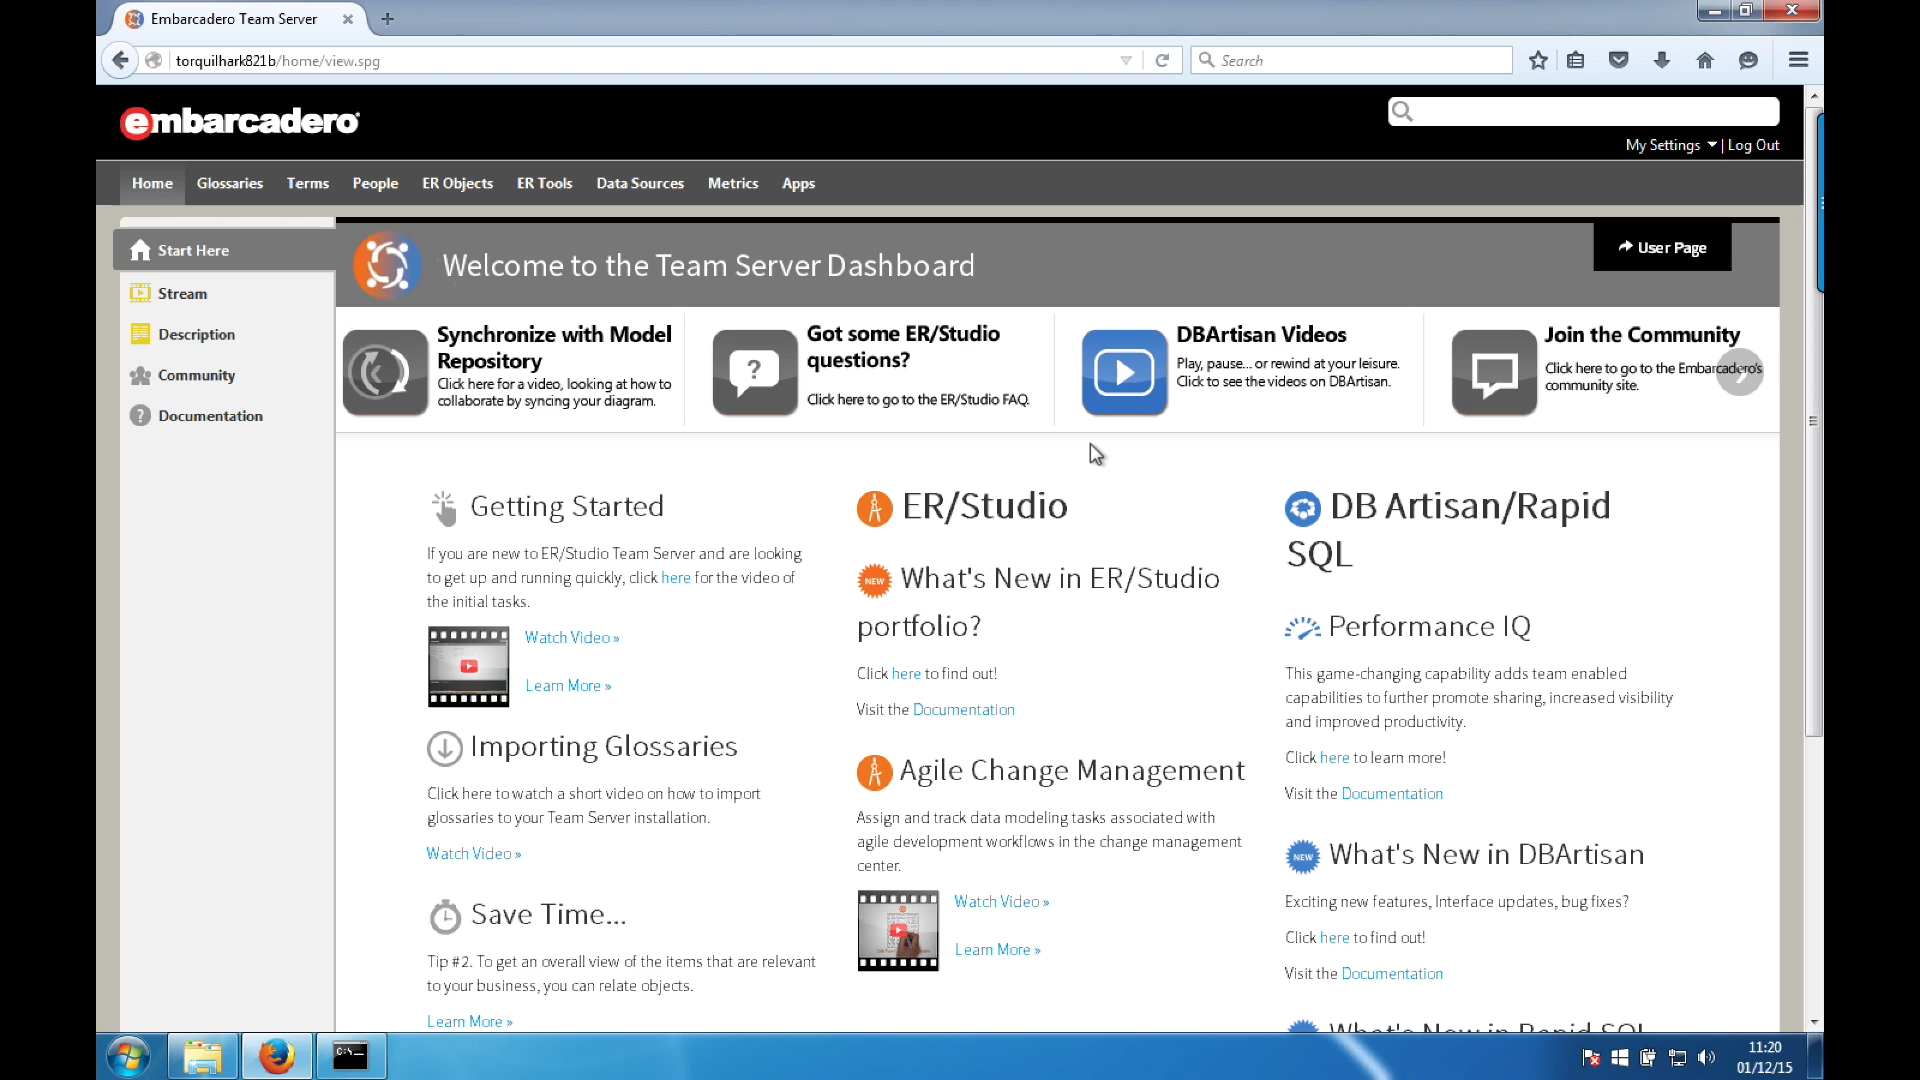 Embarcadero Team Server
torquilhark821b/home/view.spg
Search
embarcadero
My Settings | Log Out
Home Glossaries Terms People ER Objects ER Tools Data Sources Metrics Apps
Start Here
Stream
Description
Community
Documentation
Welcome to the Team Server Dashboard
User Page
Synchronize with Model
Repository
Click here for a video, looking at how to
collaborate by syncing your diagram.
Got some ER/Studio
questions?
Click here to go to the ER/Studio FAQ.
DBArtisan Videos
Play, pause... or rewind at your leisure.
Click to see the videos on DBArtisan.
Join the Community
Click here to go to the Embarcadero's
community site.
Getting Started
If you are new to ER/Studio Team Server and are looking
to get up and running quickly, click here for the video of
the initial tasks.
Watch Video »
Learn More »
Importing Glossaries
Click here to watch a short video on how to import
glossaries to your Team Server installation.
Watch Video »
Save Time...
Tip #2. To get an overall view of the items that are relevant
to your business, you can relate objects.
Learn More »
ER/Studio
NEW What's New in ER/Studio
portfolio?
Click here to find out!
Visit the Documentation
Agile Change Management
Assign and track data modeling tasks associated with
agile development workflows in the change management
center.
Watch Video »
Learn More »
DB Artisan/Rapid
SQL
Performance IQ
This game-changing capability adds team enabled
capabilities to further promote sharing, increased visibility
and improved productivity.
Click here to learn more!
Visit the Documentation
NEW What's New in DBArtisan
Exciting new features, Interface updates, bug fixes?
Click here to find out!
Visit the Documentation
What's New in Rapid SQL
C:\_
11:20
01/12/15